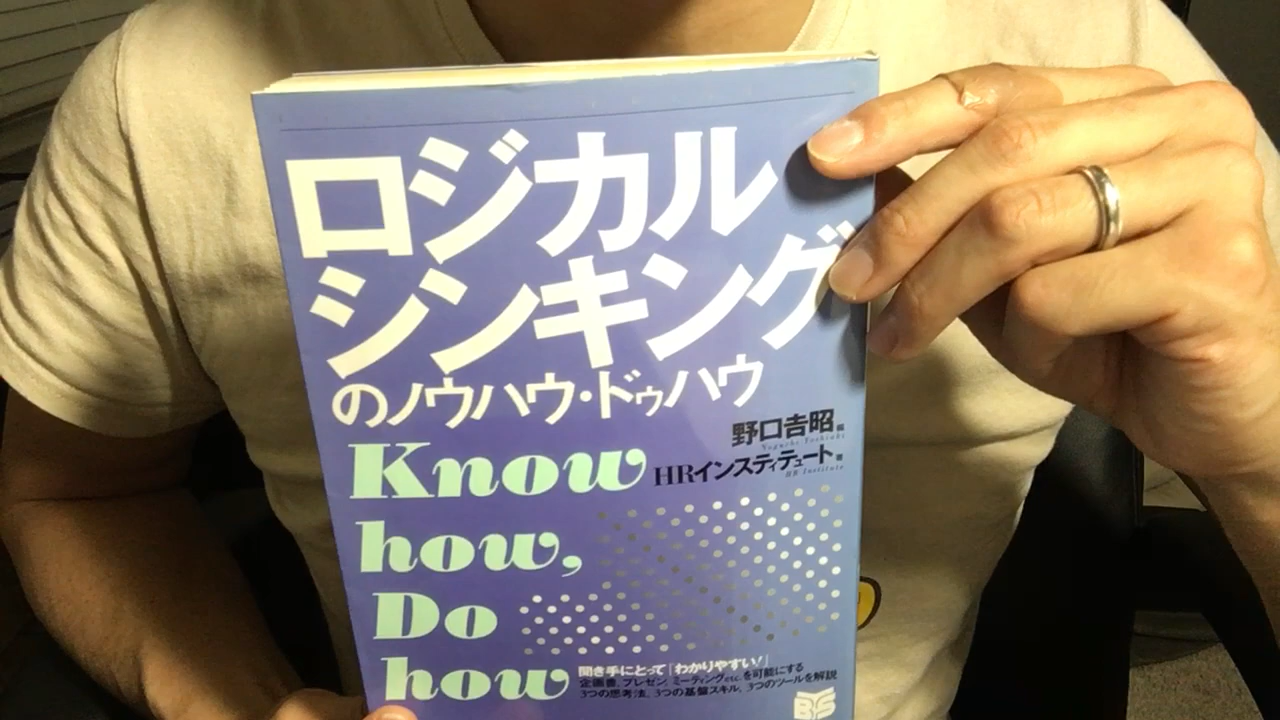 ロジカル
シンキング
のノウハウ・ドゥハウ
野口吉昭 編
Noguchi Yoshiaki
HRインスティテュート 著
HR Institute
Know
how,
Do
how
聞き手にとって「わかりやすい!」
企画書、プレゼン、ミーティングetc.を可能にする
3つの思考法、3つの基盤スキル、3つのツールを解説
BS